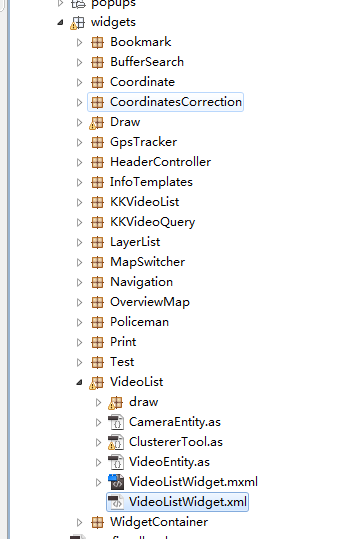 popups
widgets
Bookmark
BufferSearch
Coordinate
CoordinatesCorrection
Draw
GpsTracker
HeaderController
InfoTemplates
KKVideoList
KKVideoQuery
LayerList
MapSwitcher
Navigation
OverviewMap
Policeman
Print
Test
VideoList
draw
CameraEntity.as
ClustererTool.as
VideoEntity.as
VideoListWidget.mxml
VideoListWidget.xml
WidgetContainer